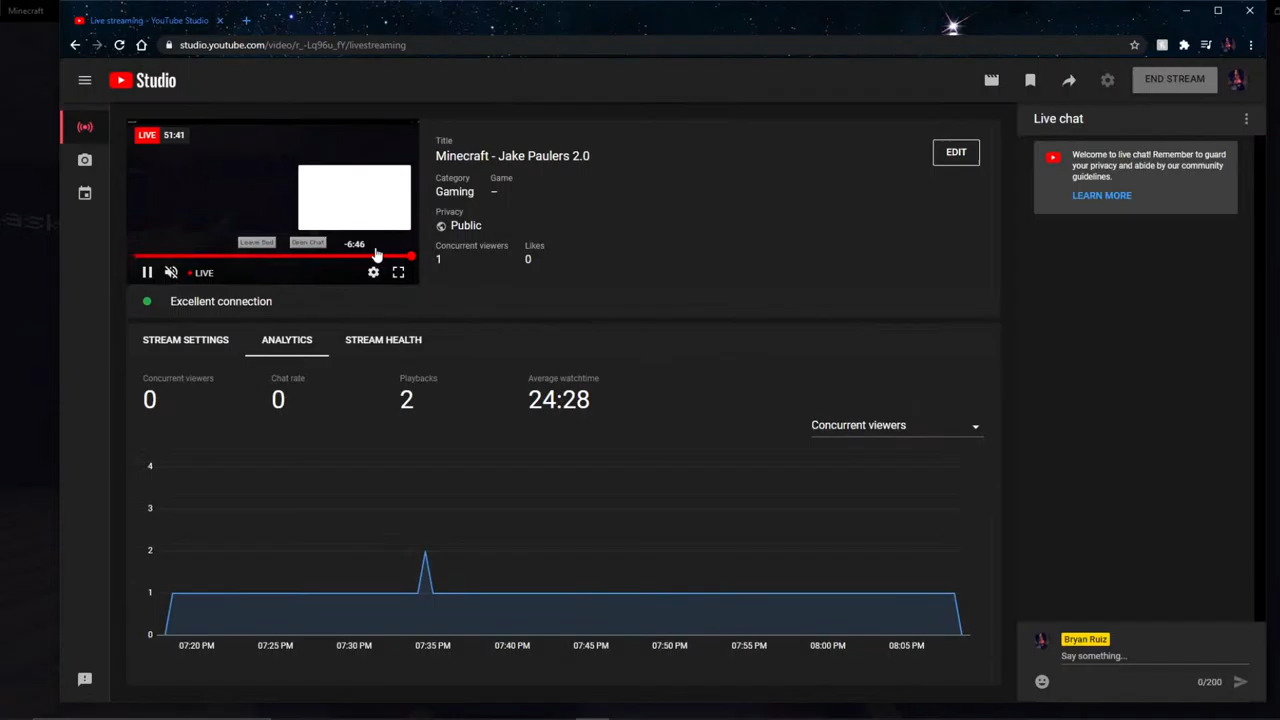 Minecraft
Live streaming - YouTube Studio
studio.youtube.com/video/r_-Lq96u_fY/livestreaming
Studio
END STREAM
LIVE 51:41
Leave Bed
Open Chat
-6:46
LIVE
Title
Minecraft - Jake Paulers 2.0
EDIT
Category
Game
Gaming
–
Privacy
Public
Concurrent viewers
Likes
1
0
Excellent connection
STREAM SETTINGS
ANALYTICS
STREAM HEALTH
Concurrent viewers
Chat rate
Playbacks
Average watchtime
0
0
2
24:28
Concurrent viewers
4
3
2
1
0
07:20 PM
07:25 PM
07:30 PM
07:35 PM
07:40 PM
07:45 PM
07:50 PM
07:55 PM
08:00 PM
08:05 PM
Live chat
Welcome to live chat! Remember to guard
your privacy and abide by our community
guidelines.
LEARN MORE
Bryan Ruiz
Say something...
0/200